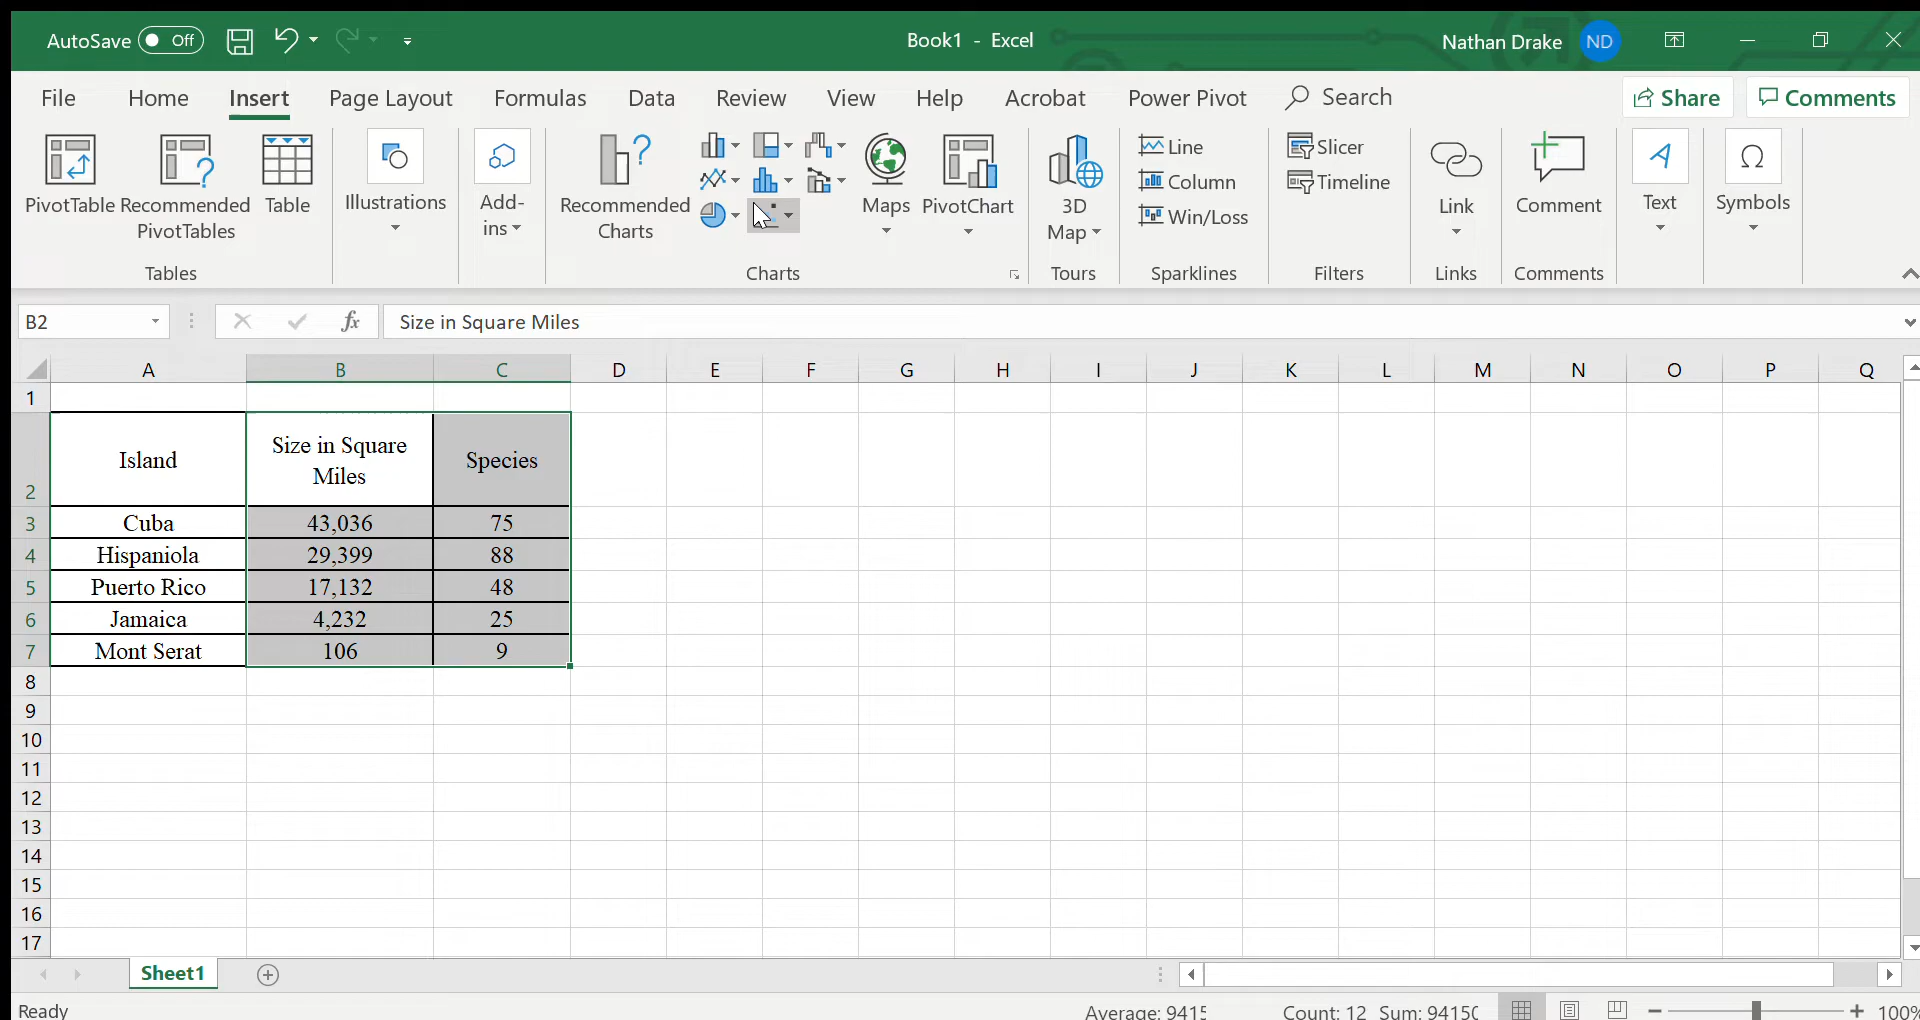 AutoSave Off Book1 - Excel Nathan Drake ND
File Home Insert Page Layout Formulas Data Review View Help Acrobat Power Pivot Search Share Comments
PivotTable Recommended PivotTables Table Illustrations Add-ins Recommended Charts Maps PivotChart 3D Map Line Column Win/Loss Slicer Timeline Link Comment Text Symbols
Tables Charts Tours Sparklines Filters Links Comments
B2 fx Size in Square Miles
A B C D E F G H I J K L M N O P Q
1
2 Island Size in Square Miles Species
3 Cuba 43,036 75
4 Hispaniola 29,399 88
5 Puerto Rico 17,132 48
6 Jamaica 4,232 25
7 Mont Serat 106 9
8
9
10
11
12
13
14
15
16
17
Sheet1
Ready Average: 9415 Count: 12 Sum: 9415 100%